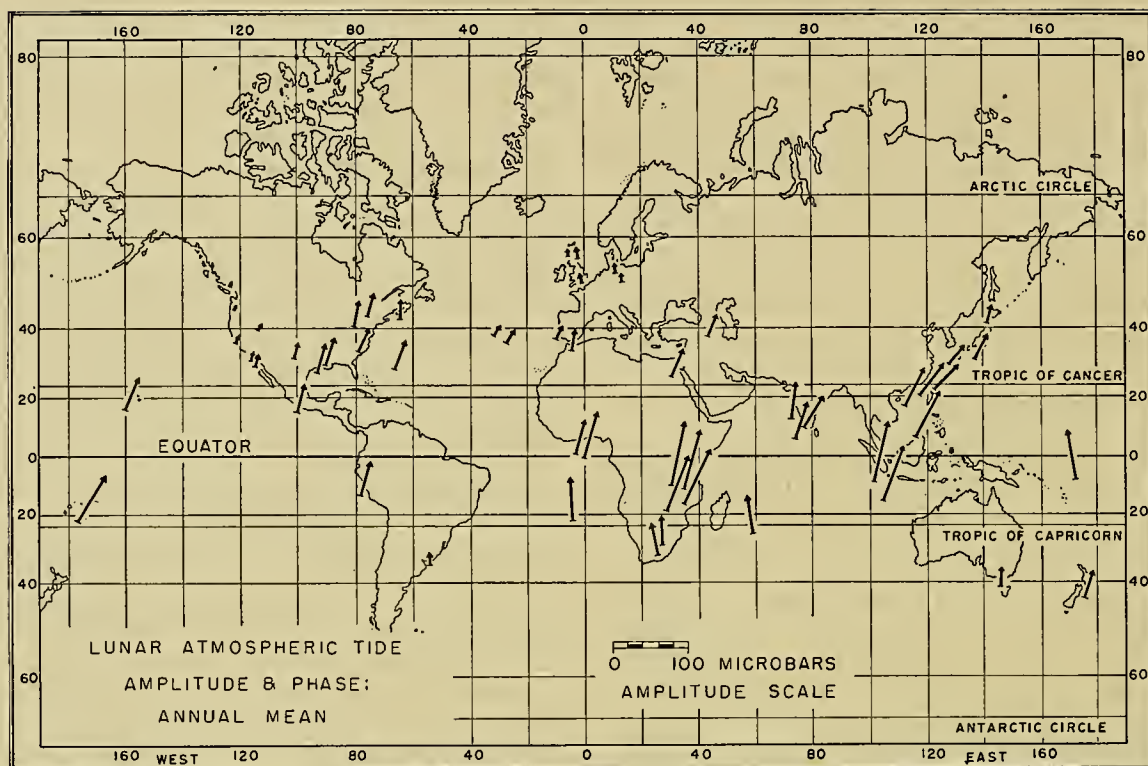 160 120 80 40 0 40 80 120 160
80 80
ARCTIC CIRCLE
60 60
40 40
TROPIC OF CANCER
20 20
EQUATOR
0 0
20 20
TROPIC OF CAPRICORN
40 40
LUNAR ATMOSPHERIC TIDE
AMPLITUDE & PHASE:
ANNUAL MEAN
0 100 MICROBARS
AMPLITUDE SCALE
60 60
ANTARCTIC CIRCLE
160 WEST 120 80 40 0 40 80 120 EAST 160